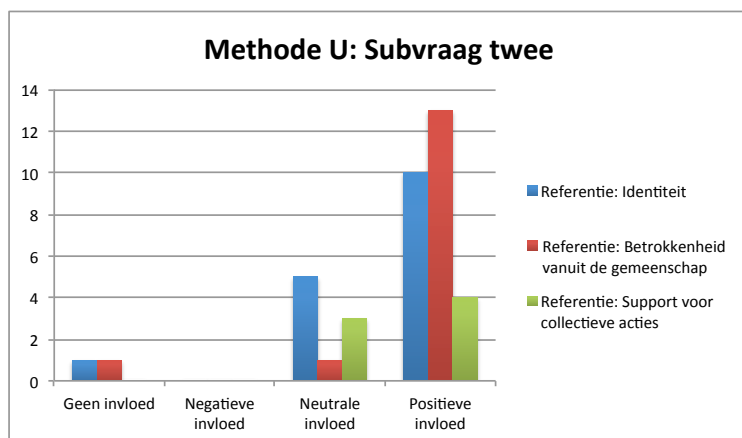 Methode U: Subvraag twee
14
12
10
8
6
4
2
0
Geen invloed
Negatieve
invloed
Neutrale
invloed
Positieve
invloed
Referentie: Identiteit
Referentie: Betrokkenheid
vanuit de gemeenschap
Referentie: Support voor
collectieve acties